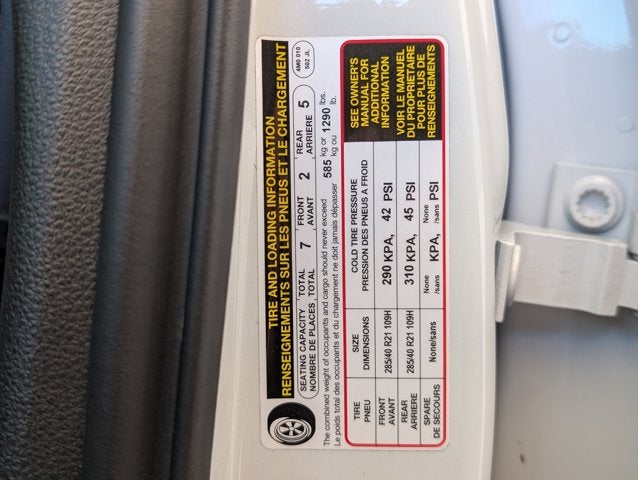 TIRE AND LOADING INFORMATION
RENSEIGNEMENTS SUR LES PNEUS ET LE CHARGEMENT
4M0 010
502 JL
SEATING CAPACITY TOTAL 7 FRONT 2 REAR 5
NOMBRE DE PLACES TOTAL AVANT ARRIERE
The combined weight of occupants and cargo should never exceed 585 kg or 1290 lbs.
Le poids total des occupants et du chargement ne doit jamais dépasser kg ou lb.
TIRE SIZE COLD TIRE PRESSURE
PNEU DIMENSIONS PRESSION DES PNEUS A FROID
FRONT
AVANT 285/40 R21 109H 290 KPA, 42 PSI
REAR
ARRIERE 285/40 R21 109H 310 KPA, 45 PSI
SPARE
DE SECOURS None/sans None /sans KPA, None /sans PSI
SEE OWNER'S
MANUAL FOR
ADDITIONAL
INFORMATION
VOIR LE MANUEL
DU PROPRIETAIRE
POUR PLUS DE
RENSEIGNEMENTS